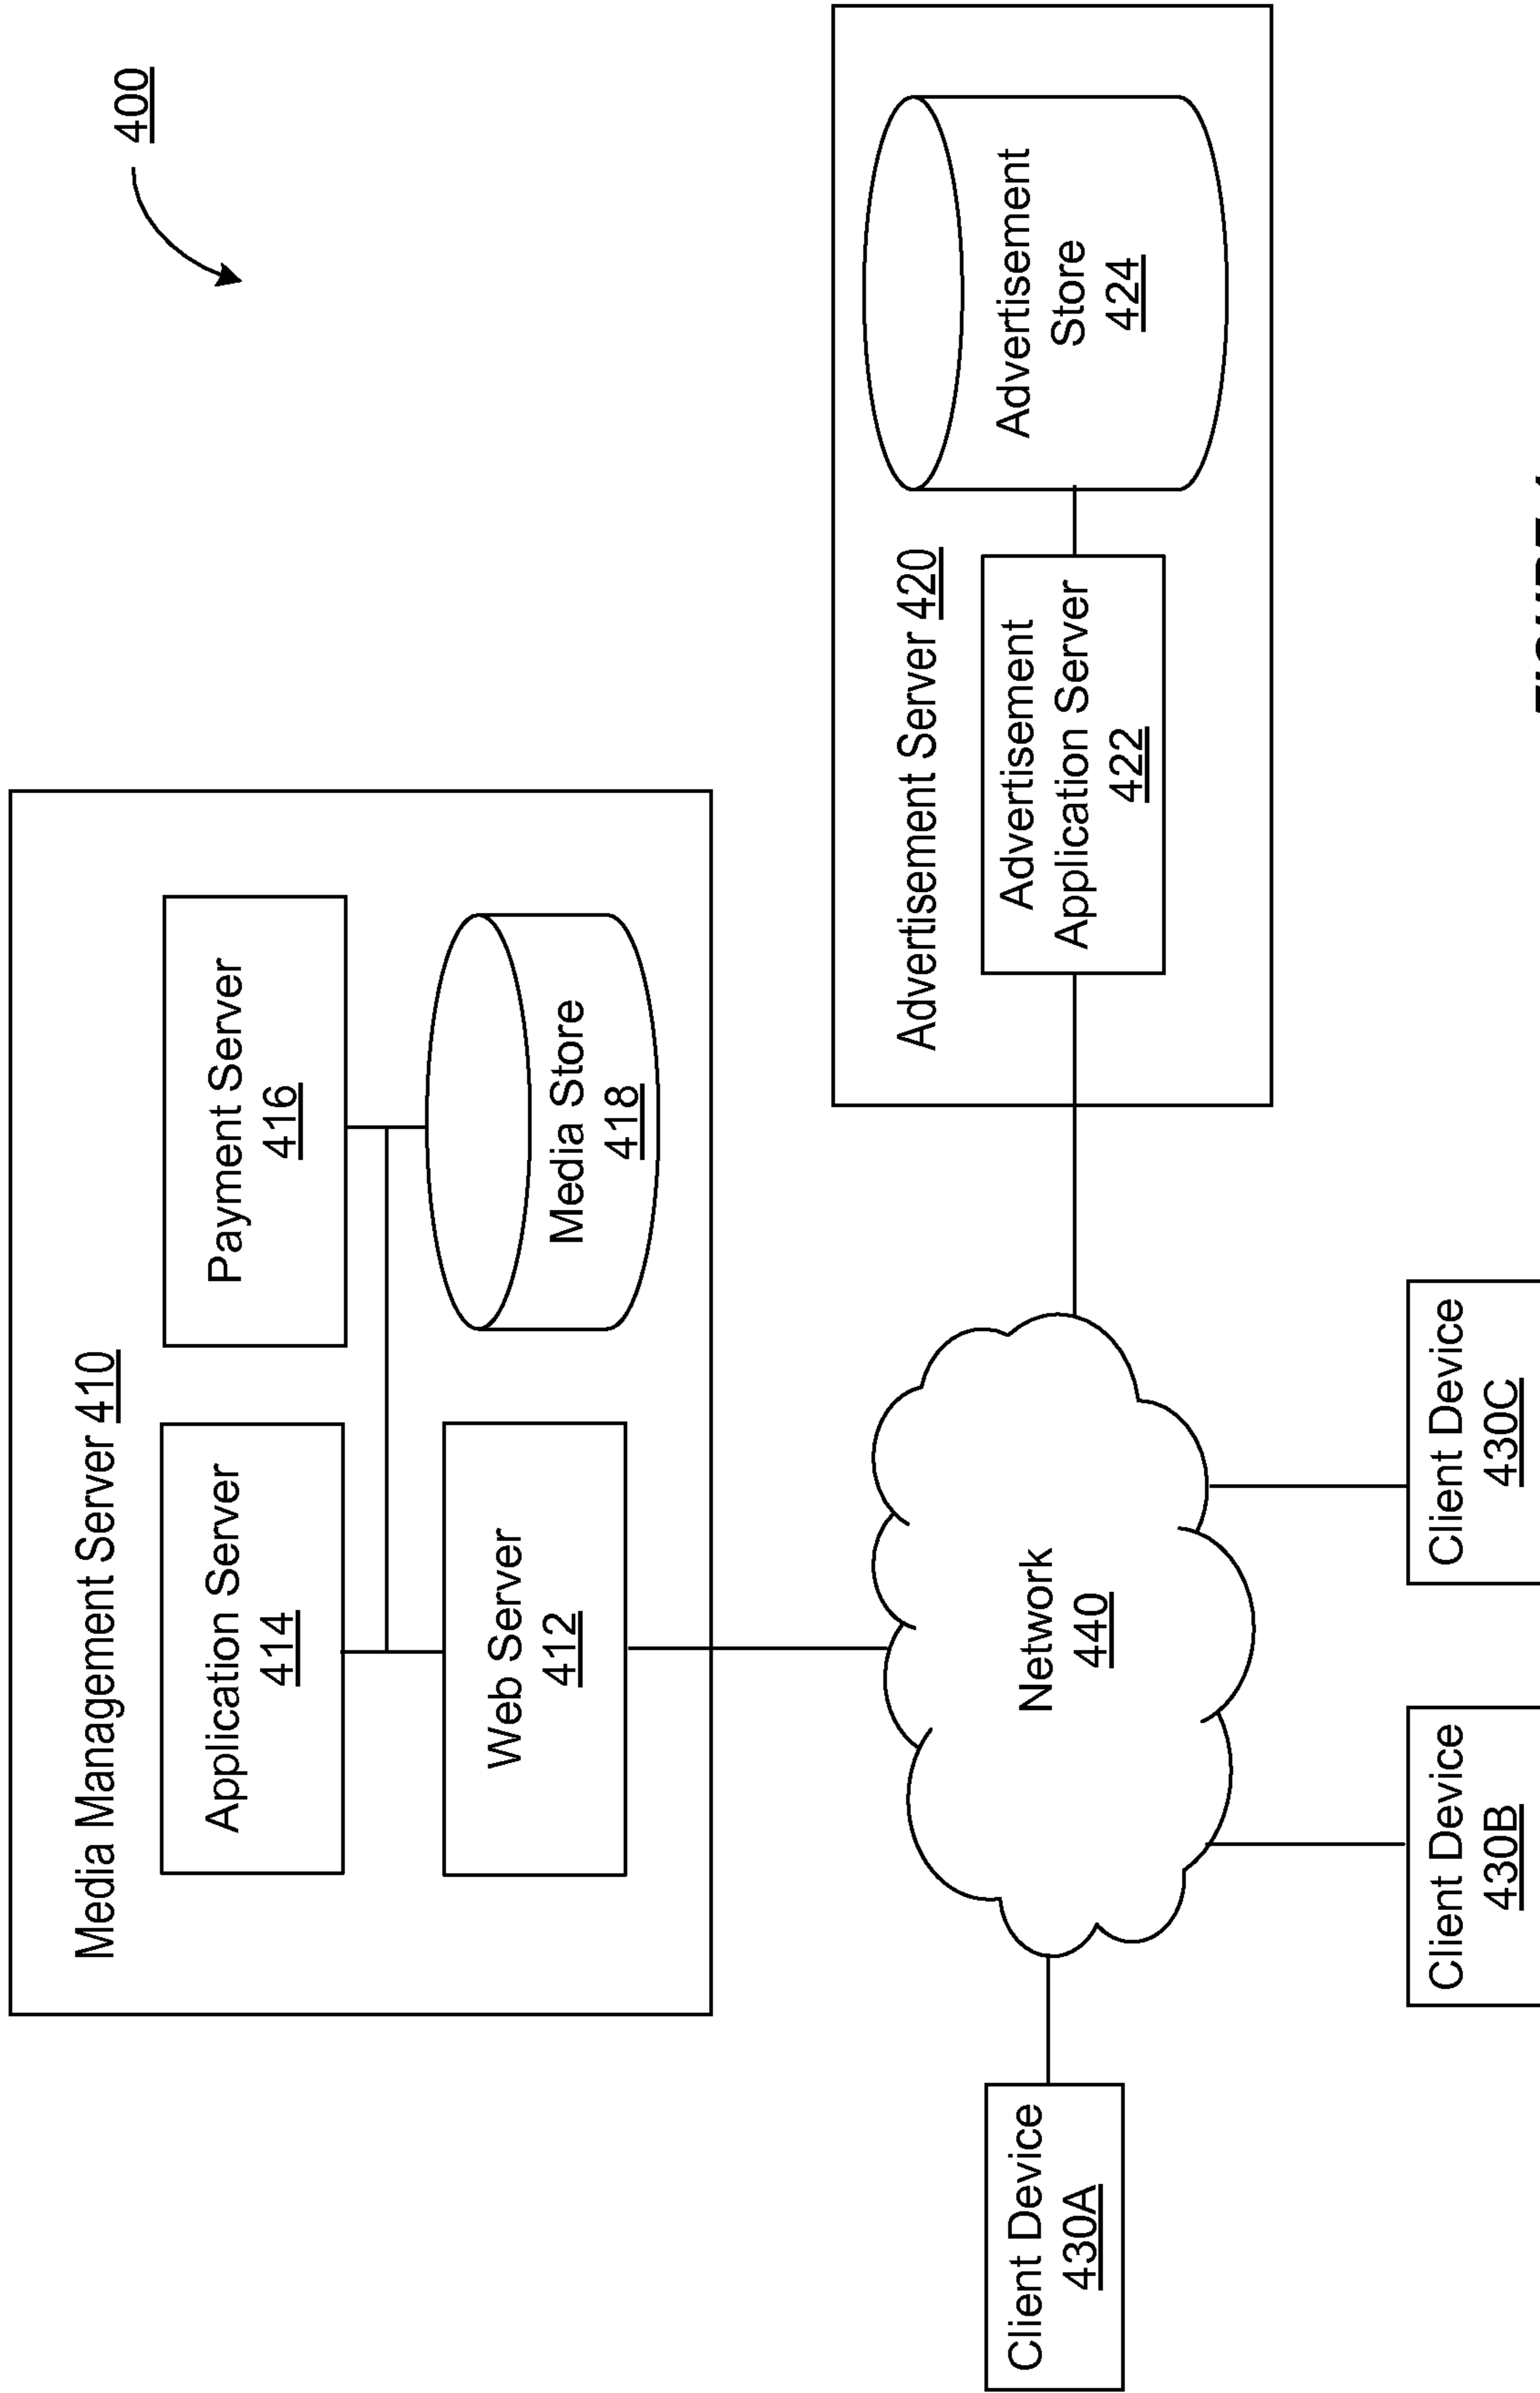 400
Media Management Server 410
Application Server
414
Payment Server
416
Web Server
412
Media Store
418
Advertisement Server 420
Advertisement
Application Server
422
Advertisement
Store
424
Network
440
Client Device
430A
Client Device
430B
Client Device
430C